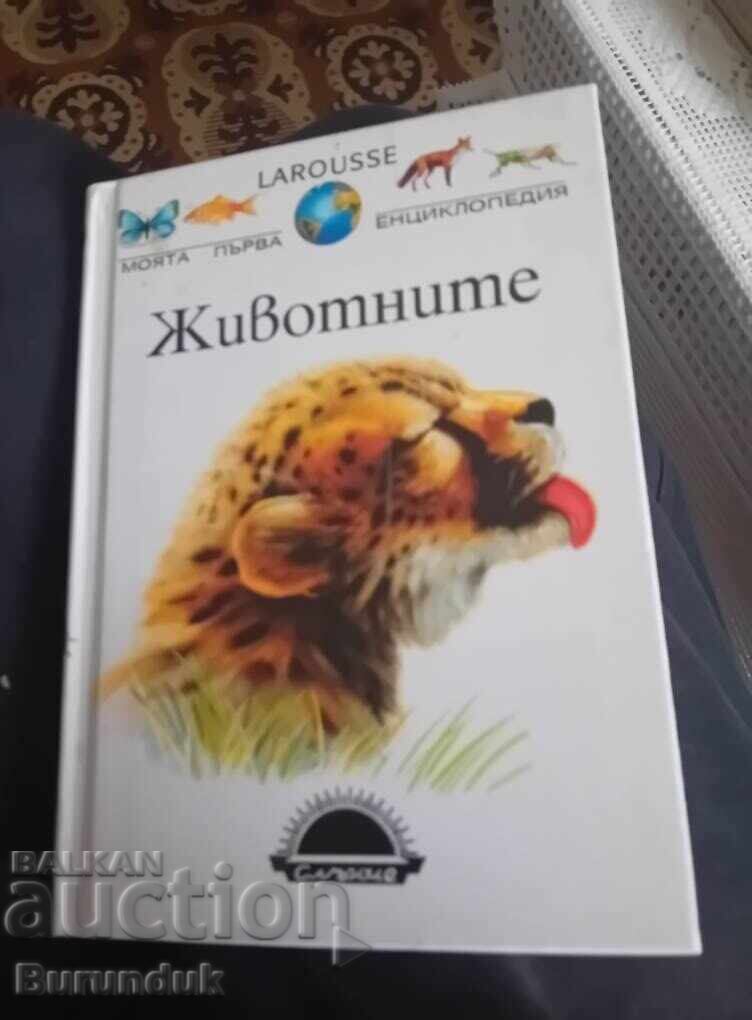 LAROUSSE
МОЯТА ПЪРВА ЕНЦИКЛОПЕДИЯ
Животните
Слънце
BALKAN
auction
Burunduk